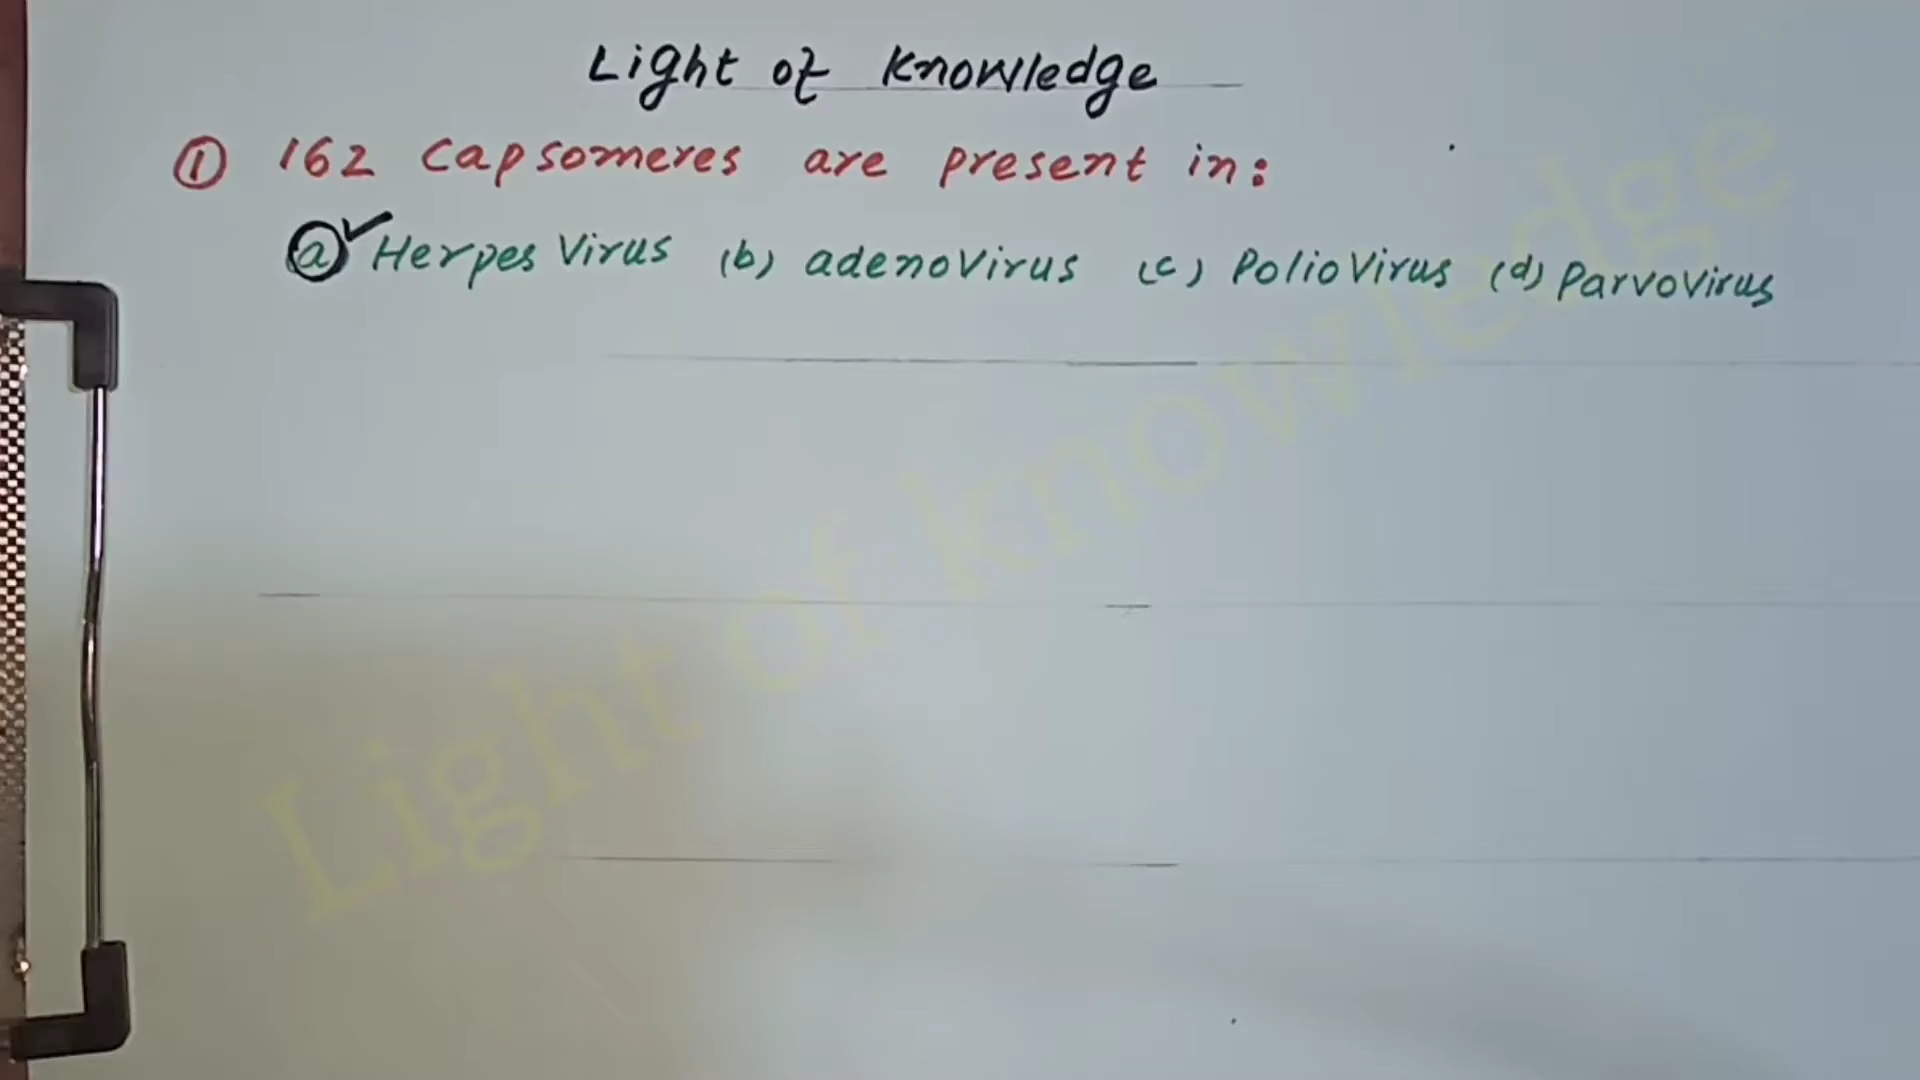 Light of Knowledge
① 162 Capsomeres are present in:
(a) ✓ Herpes Virus (b) adenoVirus (c) PolioVirus (d) ParvoVirus
Light of knowledge